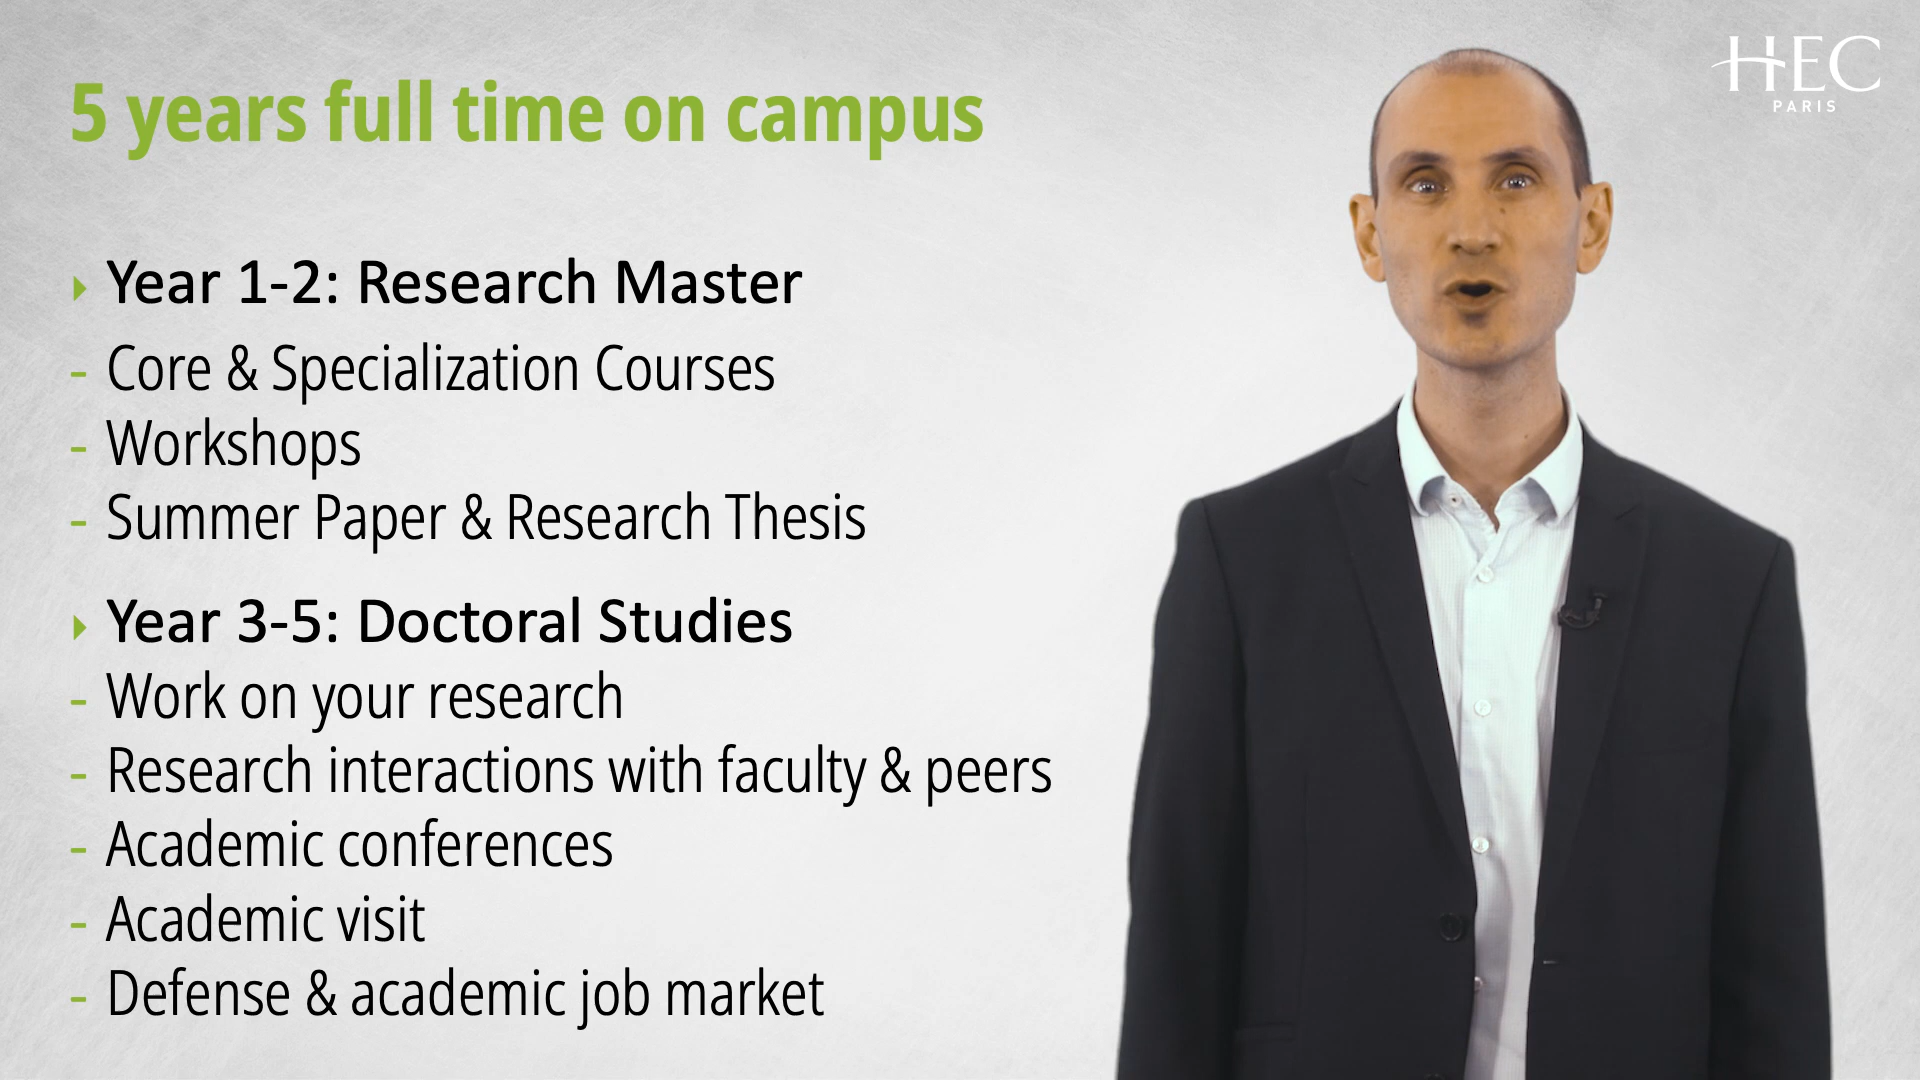 HEC
PARIS
5 years full time on campus
Year 1-2: Research Master
- Core & Specialization Courses
- Workshops
- Summer Paper & Research Thesis
Year 3-5: Doctoral Studies
- Work on your research
- Research interactions with faculty & peers
- Academic conferences
- Academic visit
- Defense & academic job market